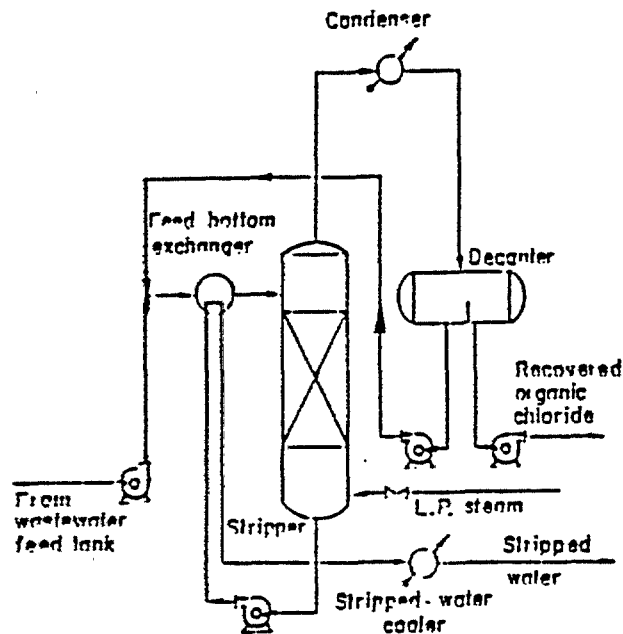 Condenser
Feed bottom
exchanger
Decanter
Recovered
organic
chloride
From
wastewater
feed tank
Stripper
L.P. steam
Stripped
water
Stripped-water
cooler